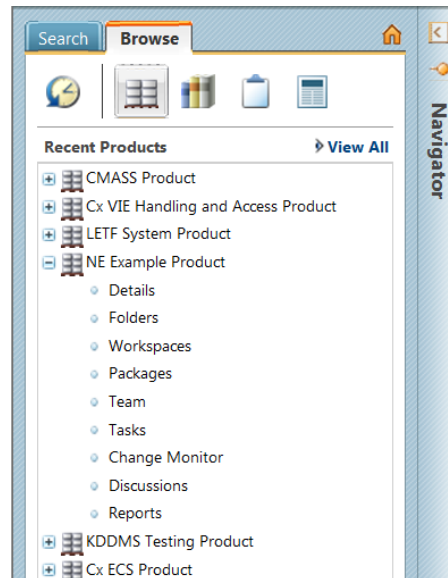 Search Browse
Recent Products View All
CMASS Product
Cx VIE Handling and Access Product
LETF System Product
NE Example Product
Details
Folders
Workspaces
Packages
Team
Tasks
Change Monitor
Discussions
Reports
KDDMS Testing Product
Cx ECS Product
Navigator